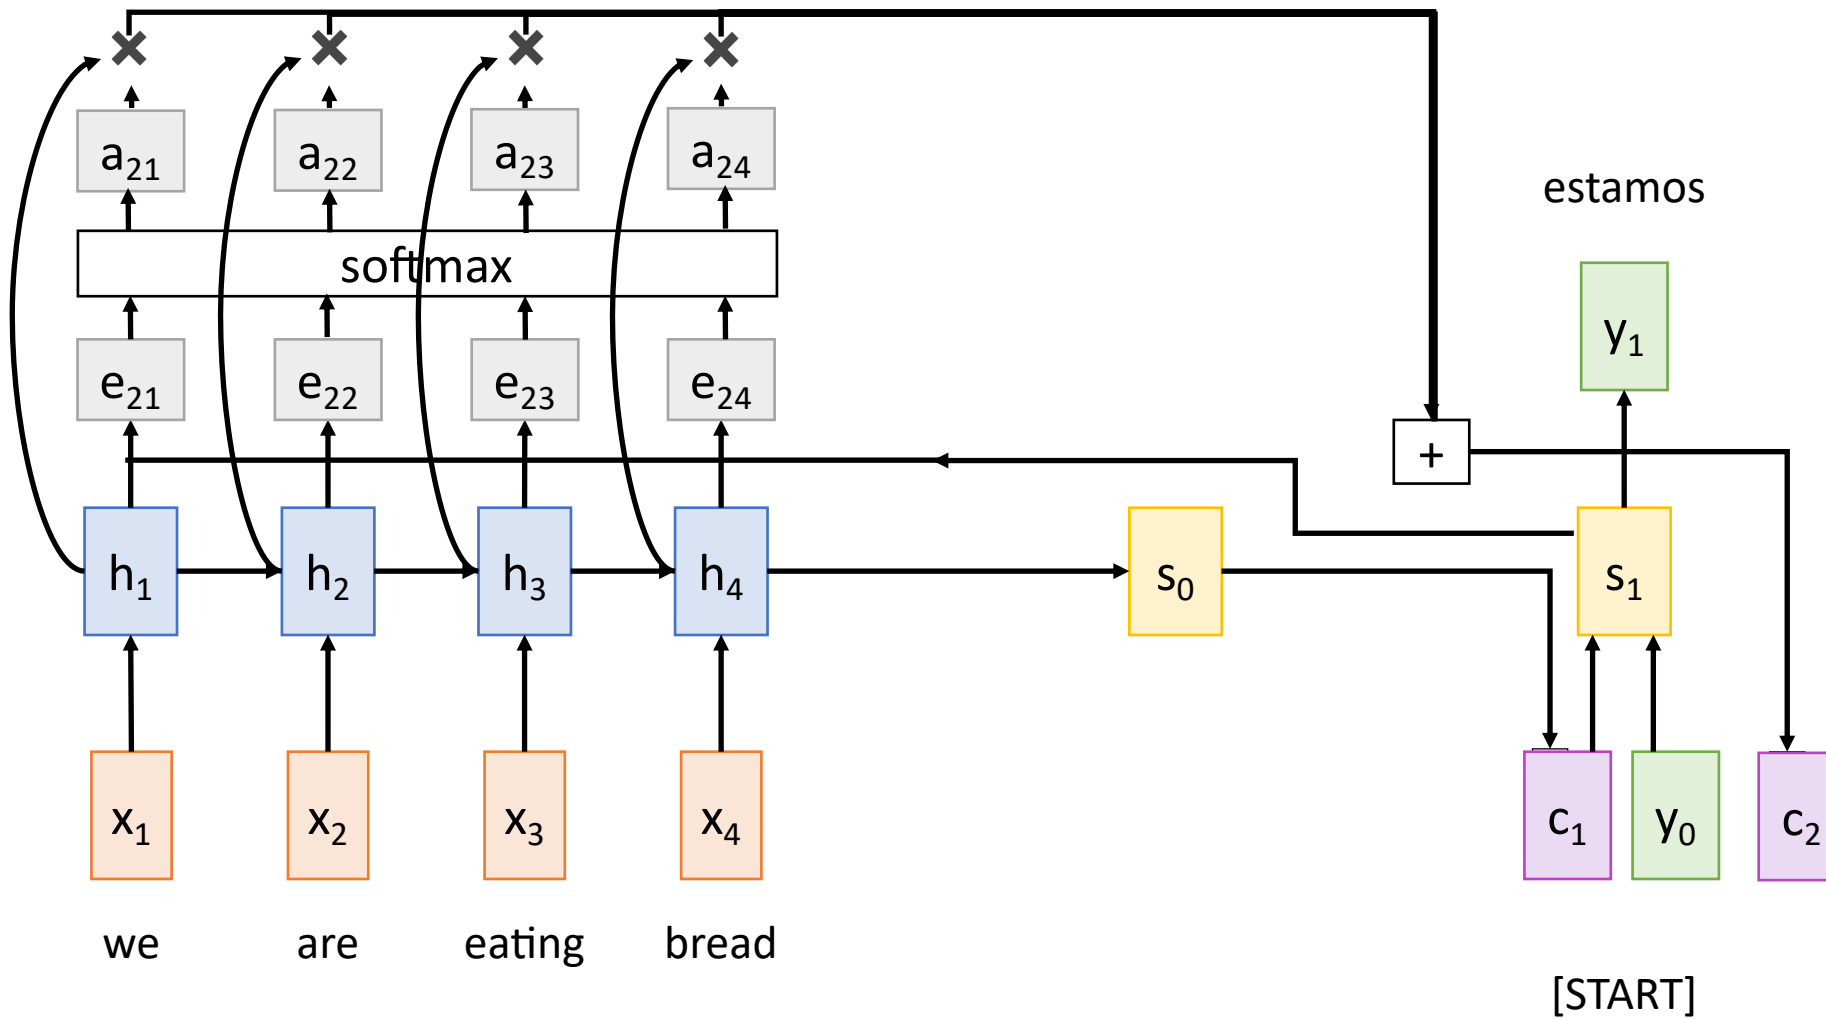 a21 a22 a23 a24
estamos
softmax
y1
e21 e22 e23 e24
+
h1 h2 h3 h4 s0 s1
x1 x2 x3 x4 c1 y0 c2
we are eating bread
[START]